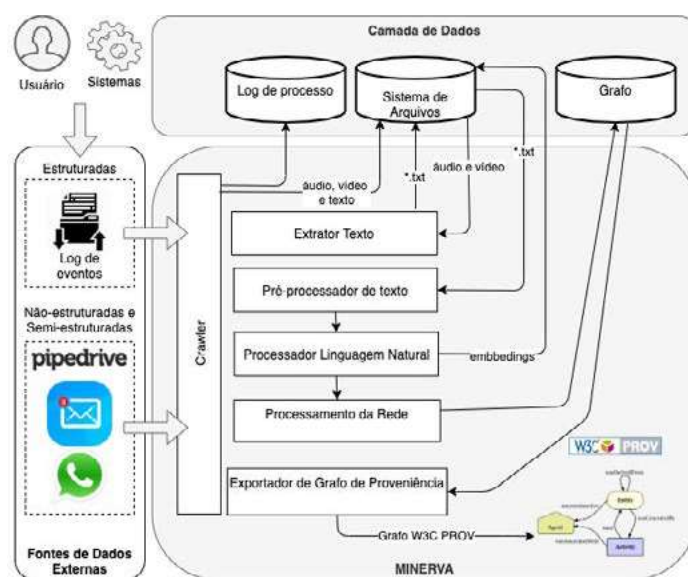 Usuário
Sistemas
Camada de Dados
Log de processo
Sistema de
Arquivos
Grafo
Estruturadas
Log de
eventos
Não-estruturadas e
Semi-estruturadas
pipedrive
Fontes de Dados
Externas
Crawler
áudio, vídeo
e texto
*.txt
áudio e vídeo
*.txt
Extrator Texto
Pré-processador de texto
Processador Linguagem Natural
embbedings
Processamento da Rede
Exportador de Grafo de Proveniência
Grafo W3C PROV
W3C PROV
MINERVA